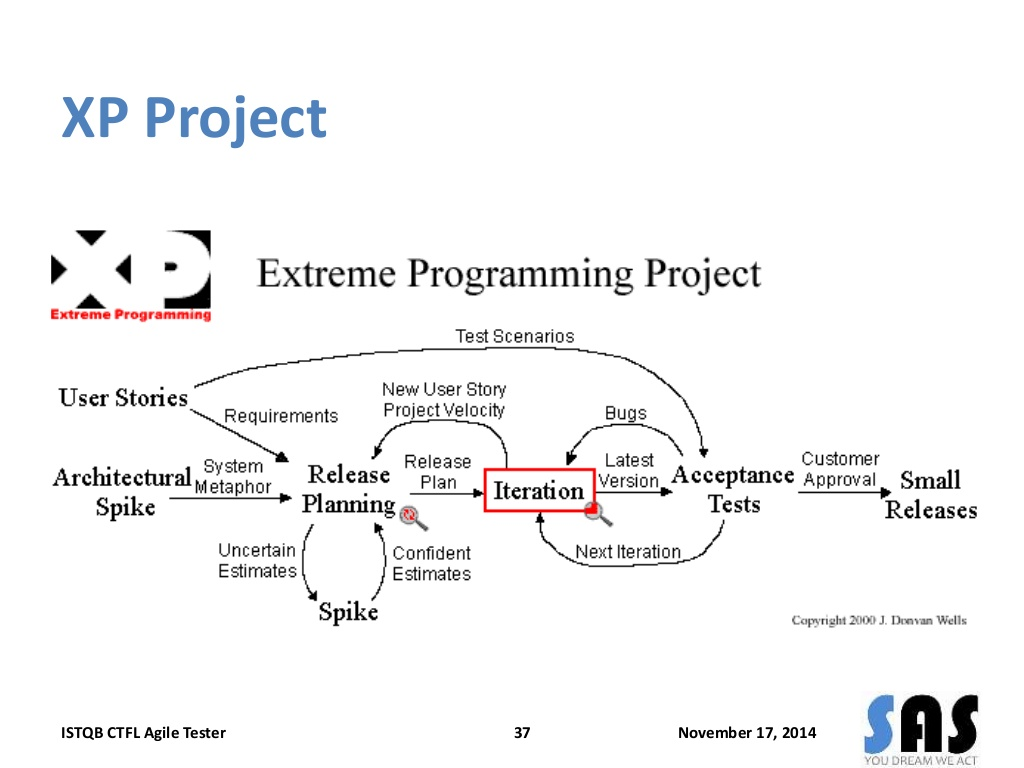 XP Project
XP
Extreme Programming
Extreme Programming Project
Test Scenarios
User Stories
New User Story
Project Velocity
Requirements
Bugs
Architectural
Spike
System
Metaphor
Release
Planning
Release
Plan
Iteration
Latest
Version
Acceptance
Tests
Customer
Approval
Small
Releases
Uncertain
Estimates
Confident
Estimates
Next Iteration
Spike
Copyright 2000 J. Donvan Wells
ISTQB CTFL Agile Tester
37
November 17, 2014
SAS
YOU DREAM WE ACT